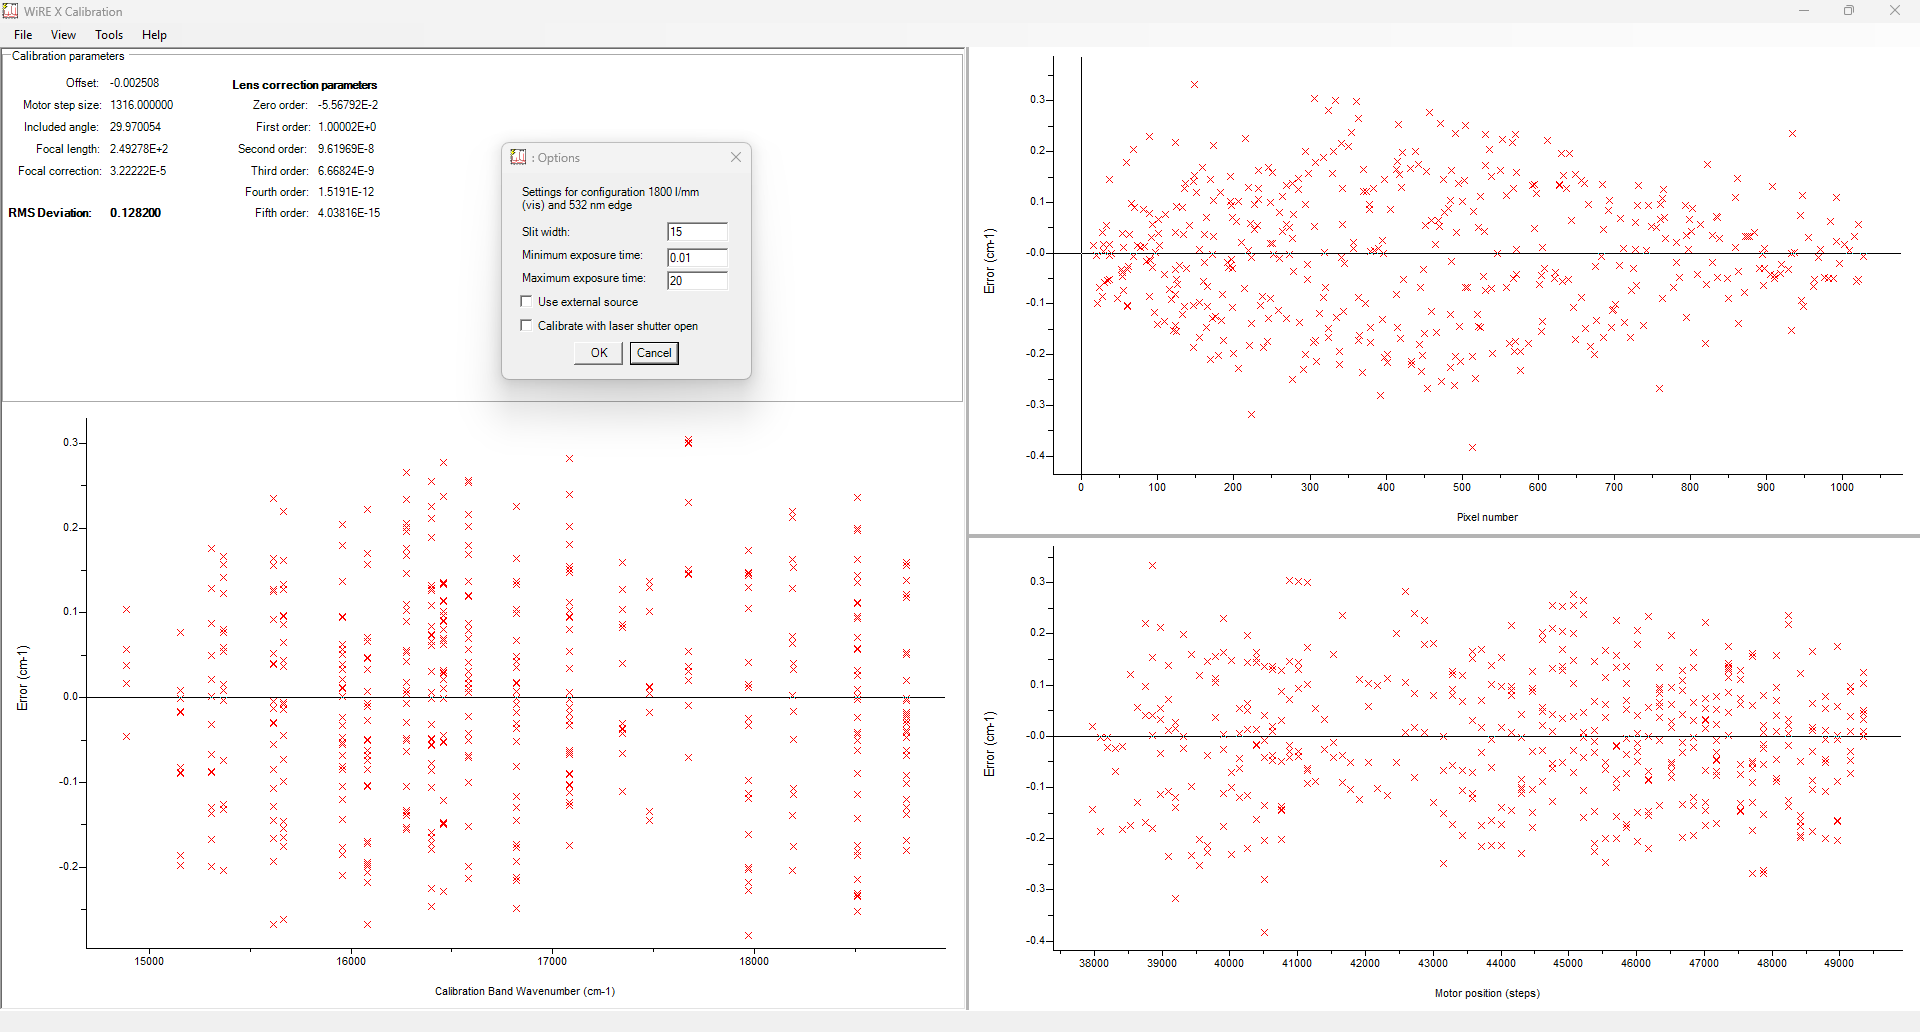 WiRE X Calibration
File View Tools Help
Calibration parameters
Offset: -0.002508
Motor step size: 1316.000000
Included angle: 29.970054
Focal length: 2.49278E+2
Focal correction: 3.22222E-5
RMS Deviation: 0.128200
Lens correction parameters
Zero order: -5.56792E-2
First order: 1.00002E+0
Second order: 9.61969E-8
Third order: 6.66824E-9
Fourth order: 1.5191E-12
Fifth order: 4.03816E-15
: Options
Settings for configuration 1800 l/mm
(vis) and 532 nm edge
Slit width: 15
Minimum exposure time: 0.01
Maximum exposure time: 20
Use external source
Calibrate with laser shutter open
OK Cancel
0.3
0.2
0.1
0.0
-0.1
-0.2
Error (cm-1)
15000 16000 17000 18000
Calibration Band Wavenumber (cm-1)
0.3
0.2
0.1
-0.0
-0.1
-0.2
-0.3
-0.4
Error (cm-1)
0 100 200 300 400 500 600 700 800 900 1000
Pixel number
0.3
0.2
0.1
-0.0
-0.1
-0.2
-0.3
-0.4
Error (cm-1)
38000 39000 40000 41000 42000 43000 44000 45000 46000 47000 48000 49000
Motor position (steps)